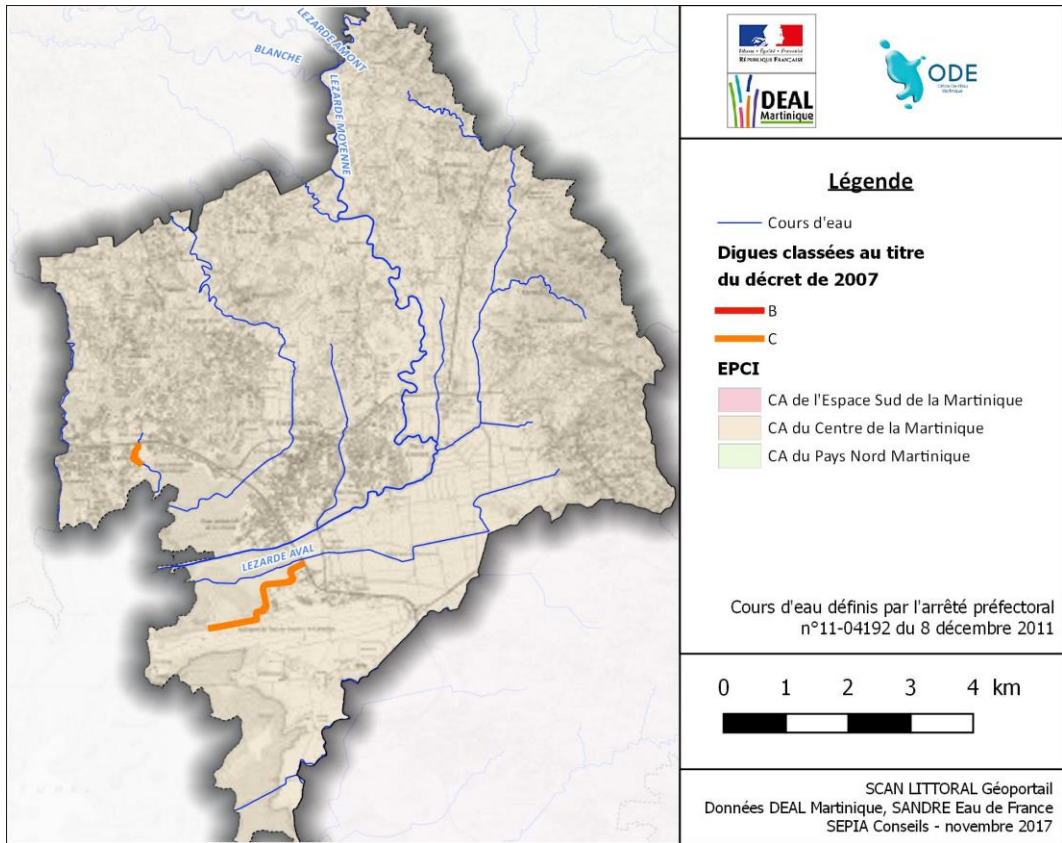 LEZARDE AMONT
BLANCHE
LEZARDE MOYENNE
LEZARDE AVAL
RÉPUBLIQUE FRANÇAISE
DEAL
Martinique
ODE
Légende
Cours d'eau
Digues classées au titre
du décret de 2007
B
C
EPCI
CA de l'Espace Sud de la Martinique
CA du Centre de la Martinique
CA du Pays Nord Martinique
Cours d'eau définis par l'arrêté préfectoral
n°11-04192 du 8 décembre 2011
0 1 2 3 4 km
SCAN LITTORAL Géoportail
Données DEAL Martinique, SANDRE Eau de France
SEPIA Conseils - novembre 2017